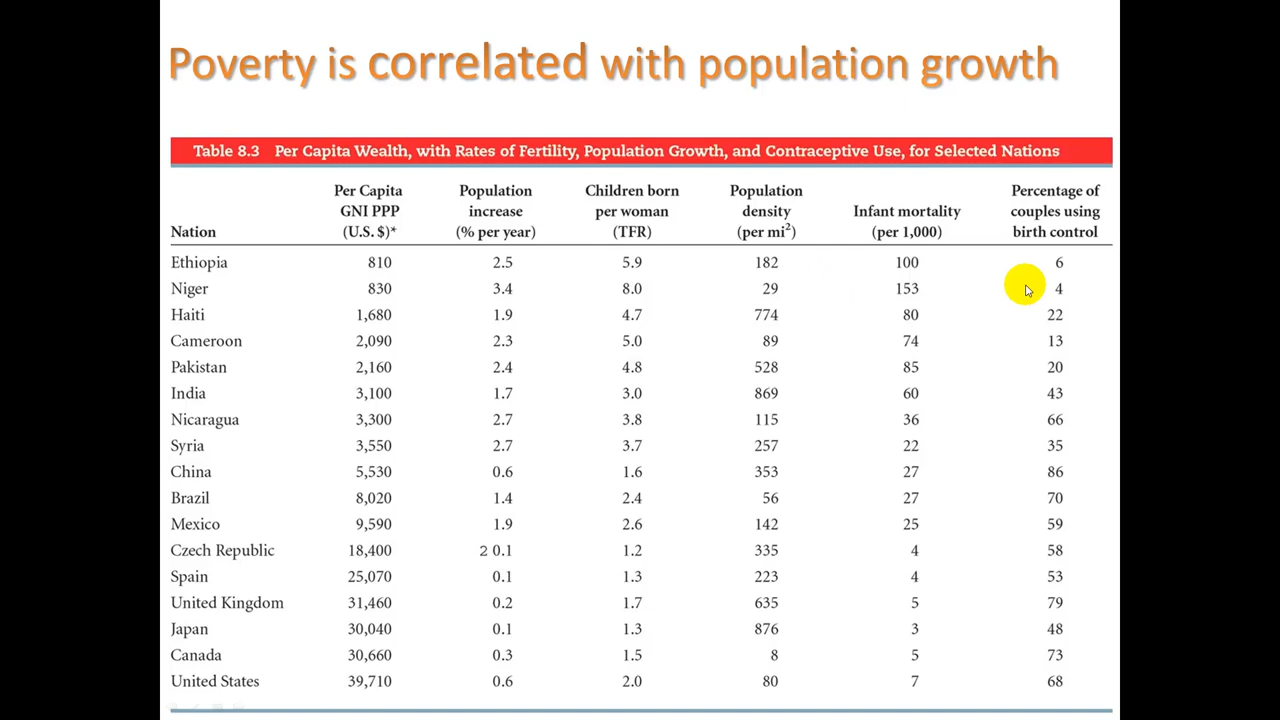 Poverty is correlated with population growth
Table 8.3 Per Capita Wealth, with Rates of Fertility, Population Growth, and Contraceptive Use, for Selected Nations
Per Capita Population Children born Population Percentage of
GNI PPP increase per woman density Infant mortality couples using
Nation (U.S. $)* (% per year) (TFR) (per mi2) (per 1,000) birth control
Ethiopia 810 2.5 5.9 182 100 6
Niger 830 3.4 8.0 29 153 4
Haiti 1,680 1.9 4.7 774 80 22
Cameroon 2,090 2.3 5.0 89 74 13
Pakistan 2,160 2.4 4.8 528 85 20
India 3,100 1.7 3.0 869 60 43
Nicaragua 3,300 2.7 3.8 115 36 66
Syria 3,550 2.7 3.7 257 22 35
China 5,530 0.6 1.6 353 27 86
Brazil 8,020 1.4 2.4 56 27 70
Mexico 9,590 1.9 2.6 142 25 59
Czech Republic 18,400 2 0.1 1.2 335 4 58
Spain 25,070 0.1 1.3 223 4 53
United Kingdom 31,460 0.2 1.7 635 5 79
Japan 30,040 0.1 1.3 876 3 48
Canada 30,660 0.3 1.5 8 5 73
United States 39,710 0.6 2.0 80 7 68